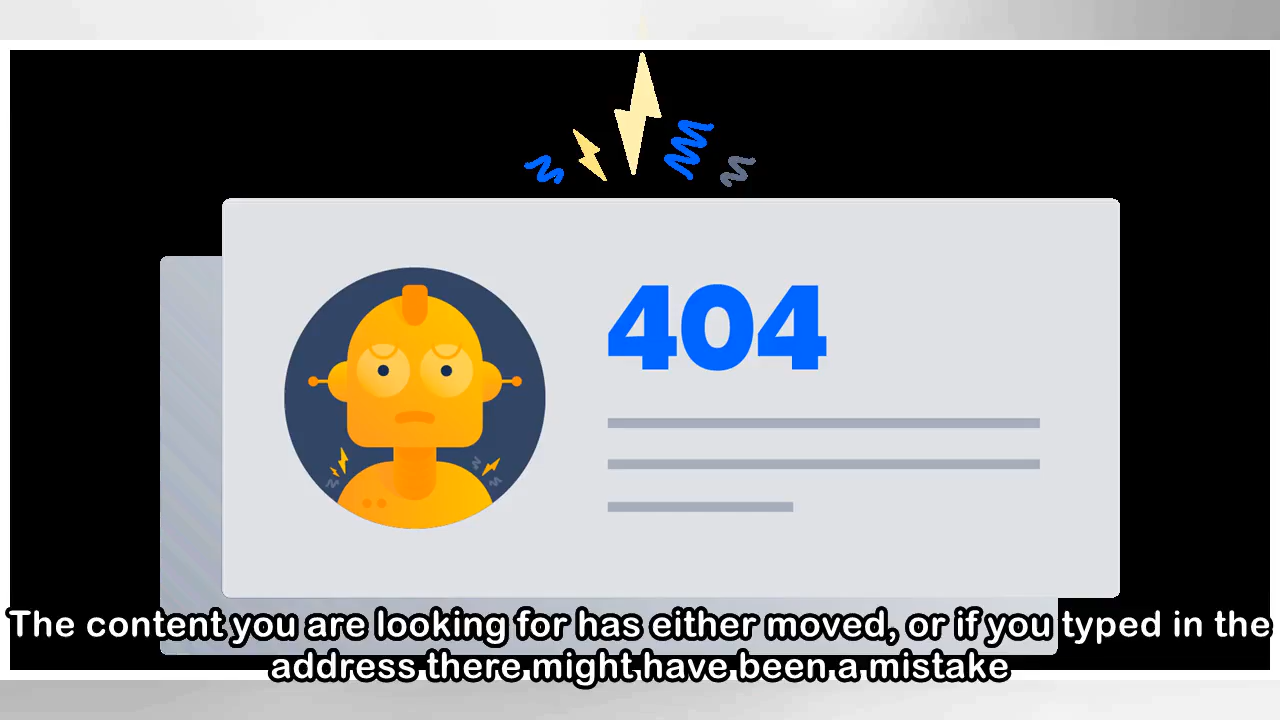 404
The content you are looking for has either moved, or if you typed in the
address there might have been a mistake